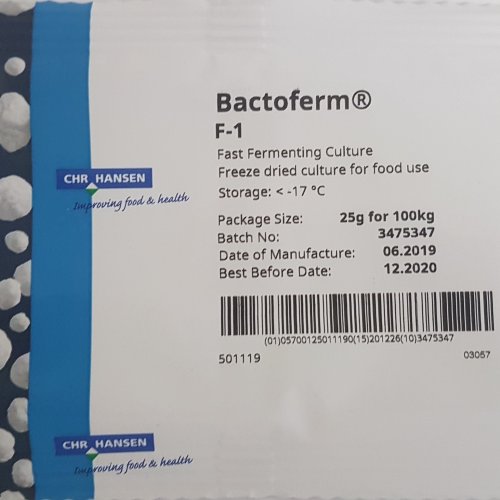 Bactoferm®
F-1
Fast Fermenting Culture
Freeze dried culture for food use
Storage: < -17 °C
CHR HANSEN
Improving food & health
Package Size: 25g for 100kg
Batch No: 3475347
Date of Manufacture: 06.2019
Best Before Date: 12.2020
(01)05700125011190(15)201226(10)3475347
501119 03057
CHR HANSEN
Improving food & health